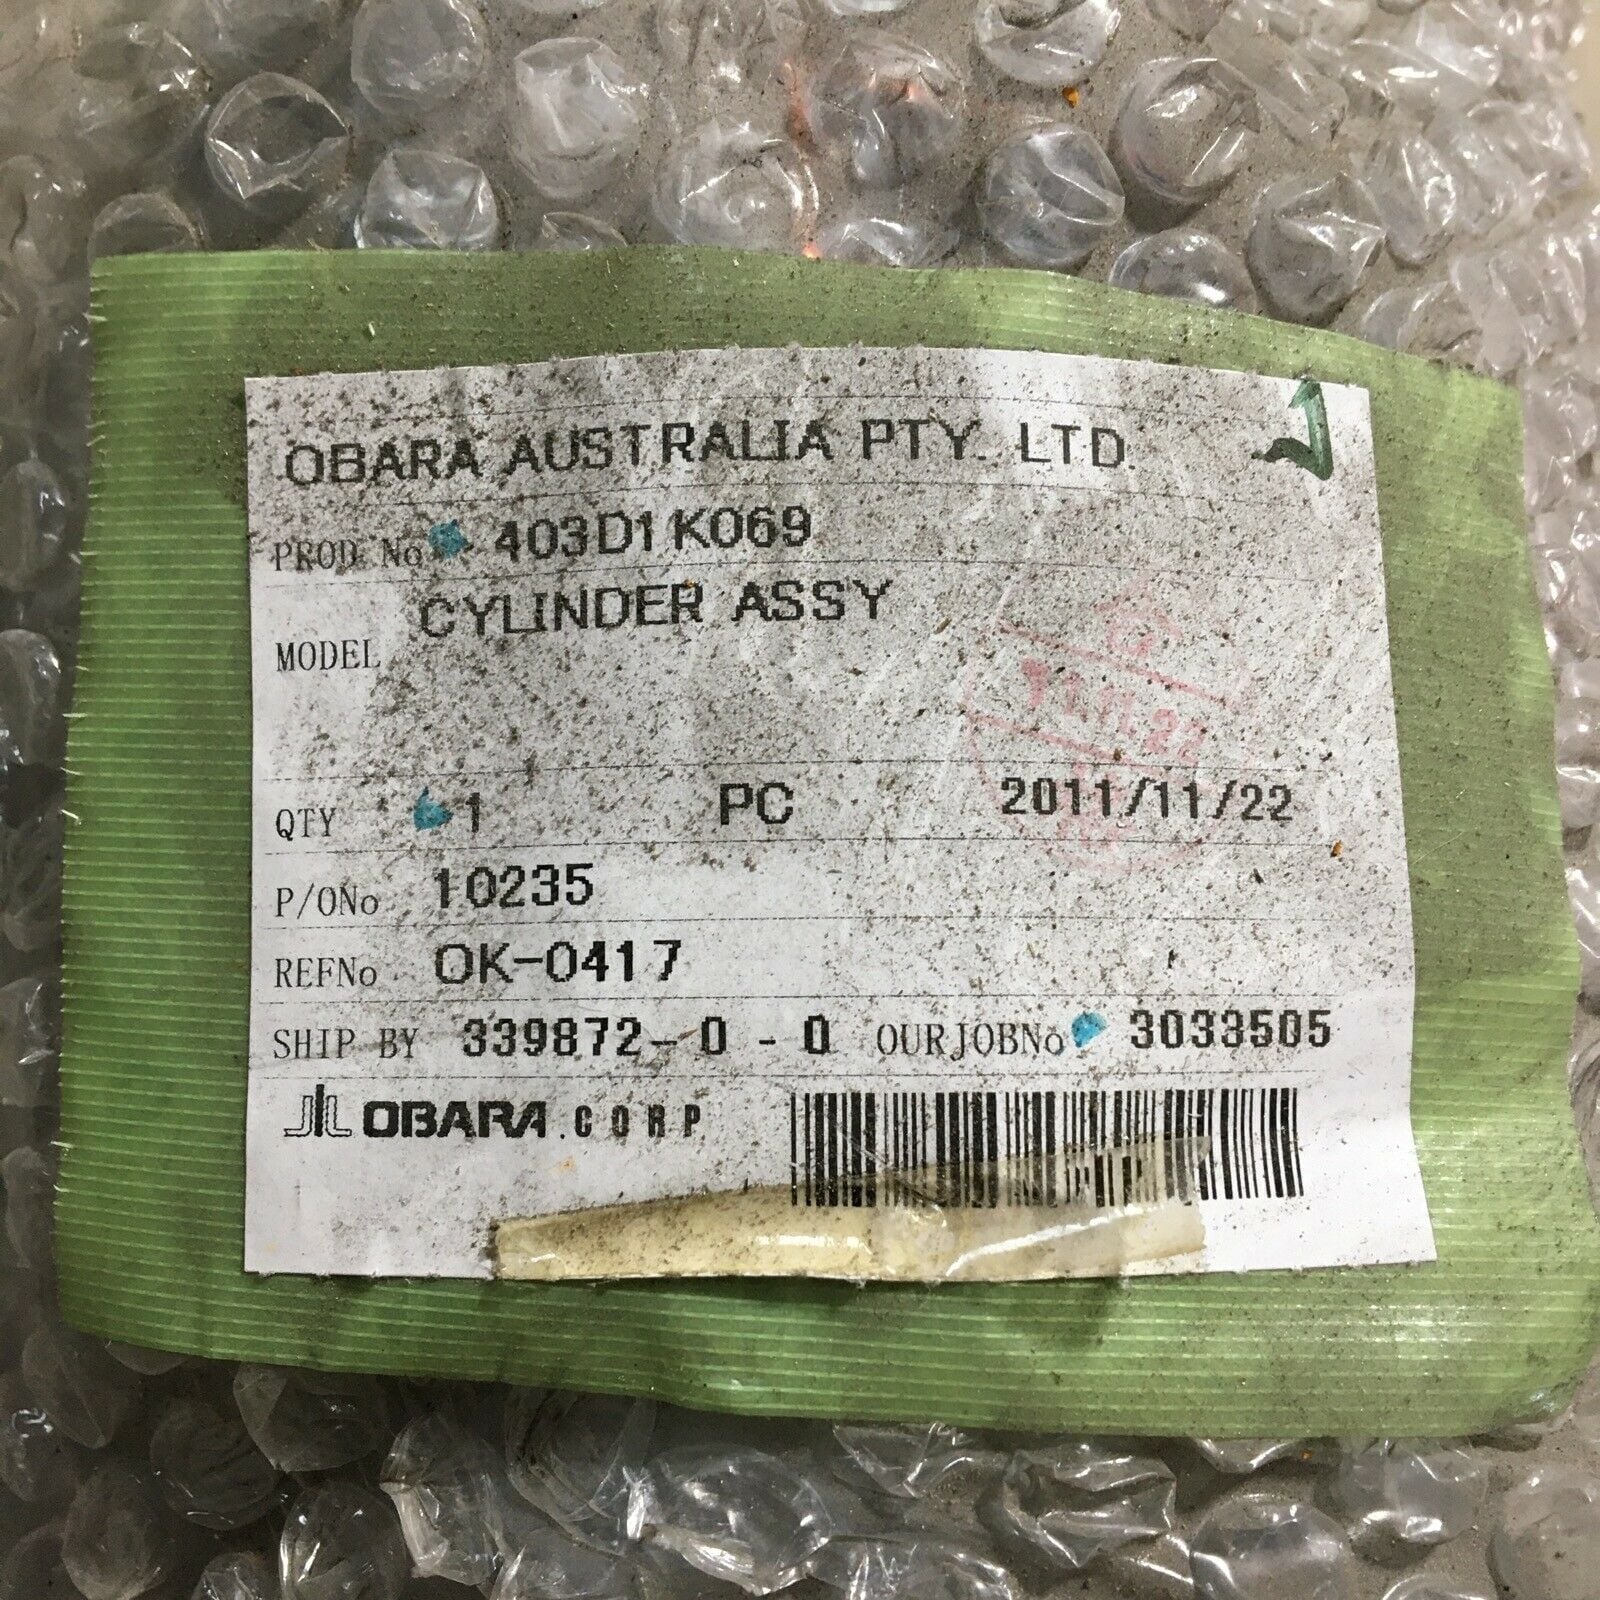 OBARA AUSTRALIA PTY. LTD.
PROD. No 403D1K069
MODEL CYLINDER ASSY
QTY 1 PC 2011/11/22
P/ONo 10235
REFNo OK-0417
SHIP BY 339872-0-0 OURJOBNo 3033505
OBARA.CORP